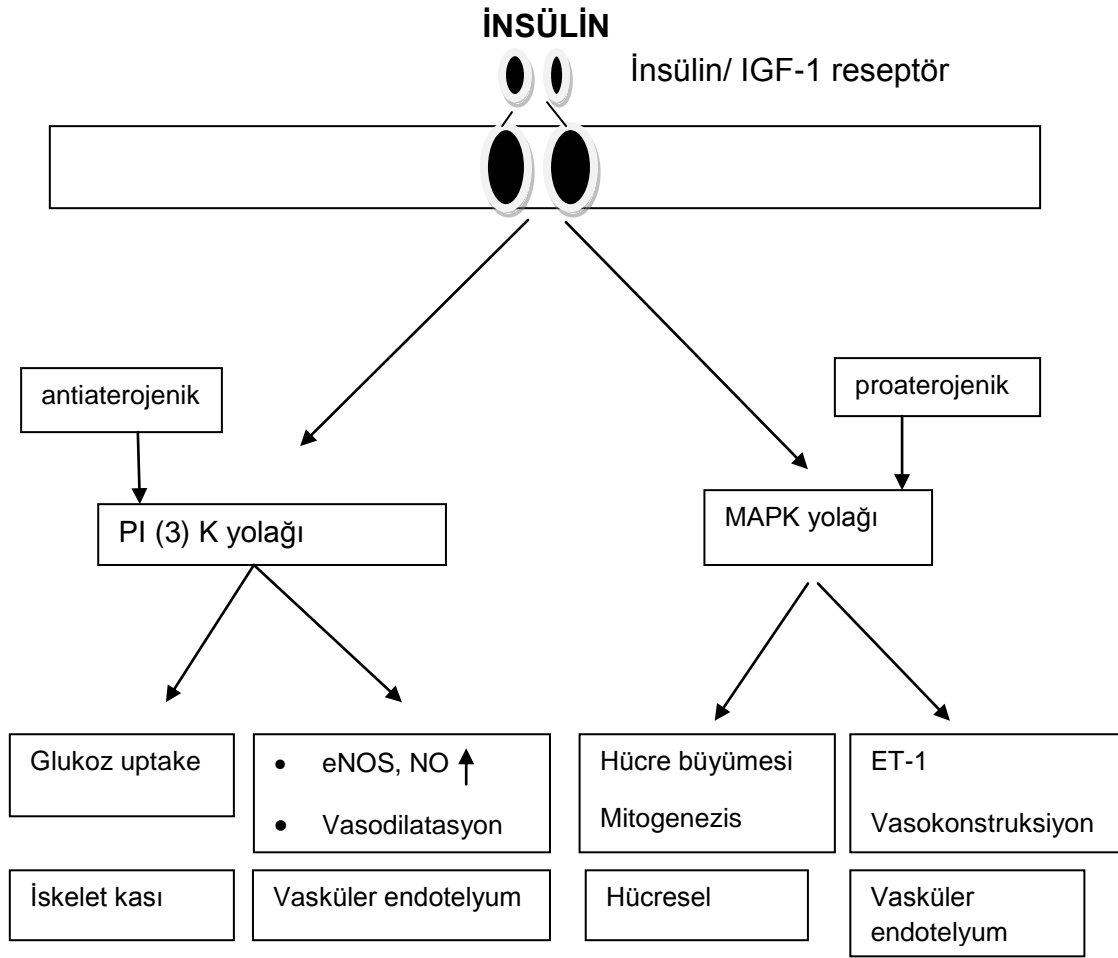 İNSÜLİN
İnsülin/ IGF-1 reseptör
antiaterojenik
proaterojenik
PI (3) K yolağı
MAPK yolağı
Glukoz uptake
• eNOS, NO ↑
• Vasodilatasyon
Hücre büyümesi
Mitogenezis
ET-1
Vasokonstruksiyon
İskelet kası
Vasküler endotelyum
Hücresel
Vasküler
endotelyum